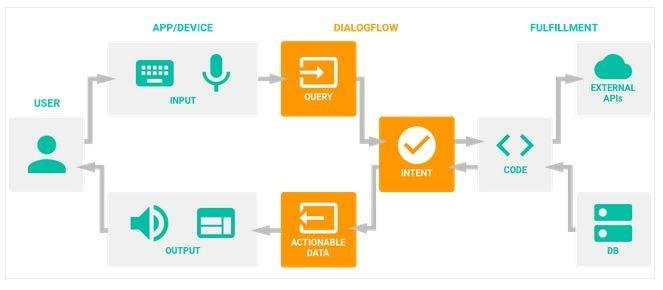 APP/DEVICE
DIALOGFLOW
FULFILLMENT
USER
INPUT
QUERY
EXTERNAL
APIs
INTENT
CODE
OUTPUT
ACTIONABLE
DATA
DB